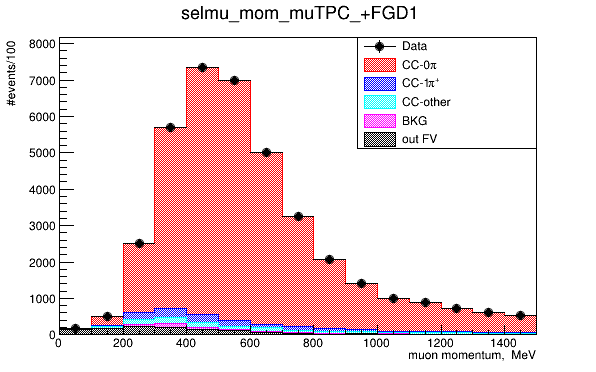 selmu_mom_muTPC_+FGD1
#events/100
8000
7000
6000
5000
4000
3000
2000
1000
0
Data
CC-0π
CC-1π⁺
CC-other
BKG
out FV
0 200 400 600 800 1000 1200 1400
muon momentum, MeV